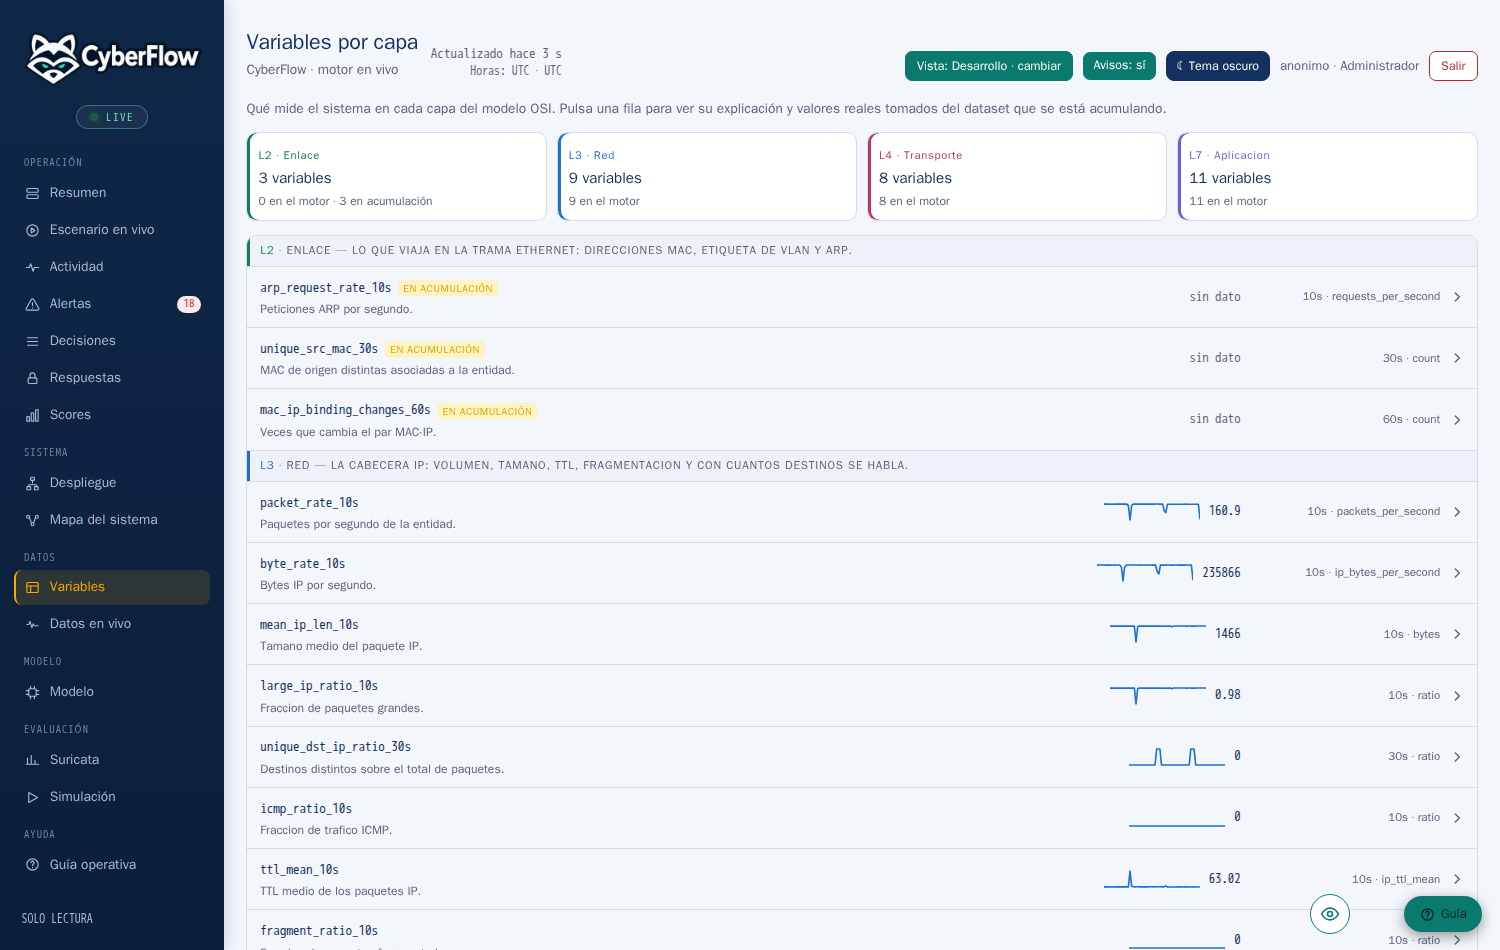 CyberFlow
LIVE
OPERACIÓN
Resumen
Escenario en vivo
Actividad
Alertas 18
Decisiones
Respuestas
Scores
SISTEMA
Despliegue
Mapa del sistema
DATOS
Variables
Datos en vivo
MODELO
Modelo
EVALUACIÓN
Suricata
Simulación
AYUDA
Guía operativa
SOLO LECTURA
Variables por capa
CyberFlow · motor en vivo
Actualizado hace 3 s
Horas: UTC · UTC
Vista: Desarrollo · cambiar
Avisos: sí
☾ Tema oscuro
anonimo · Administrador
Salir
Qué mide el sistema en cada capa del modelo OSI. Pulsa una fila para ver su explicación y valores reales tomados del dataset que se está acumulando.
L2 · Enlace
3 variables
0 en el motor · 3 en acumulación
L3 · Red
9 variables
9 en el motor
L4 · Transporte
8 variables
8 en el motor
L7 · Aplicacion
11 variables
11 en el motor
L2 · ENLACE — LO QUE VIAJA EN LA TRAMA ETHERNET: DIRECCIONES MAC, ETIQUETA DE VLAN Y ARP.
arp_request_rate_10s EN ACUMULACIÓN
Peticiones ARP por segundo.
sin dato
10s · requests_per_second
unique_src_mac_30s EN ACUMULACIÓN
MAC de origen distintas asociadas a la entidad.
sin dato
30s · count
mac_ip_binding_changes_60s EN ACUMULACIÓN
Veces que cambia el par MAC-IP.
sin dato
60s · count
L3 · RED — LA CABECERA IP: VOLUMEN, TAMANO, TTL, FRAGMENTACION Y CON CUANTOS DESTINOS SE HABLA.
packet_rate_10s
Paquetes por segundo de la entidad.
160.9
10s · packets_per_second
byte_rate_10s
Bytes IP por segundo.
235866
10s · ip_bytes_per_second
mean_ip_len_10s
Tamano medio del paquete IP.
1466
10s · bytes
large_ip_ratio_10s
Fraccion de paquetes grandes.
0.98
10s · ratio
unique_dst_ip_ratio_30s
Destinos distintos sobre el total de paquetes.
0
30s · ratio
icmp_ratio_10s
Fraccion de trafico ICMP.
0
10s · ratio
ttl_mean_10s
TTL medio de los paquetes IP.
63.02
10s · ip_ttl_mean
fragment_ratio_10s
0
10s · ratio
Guía